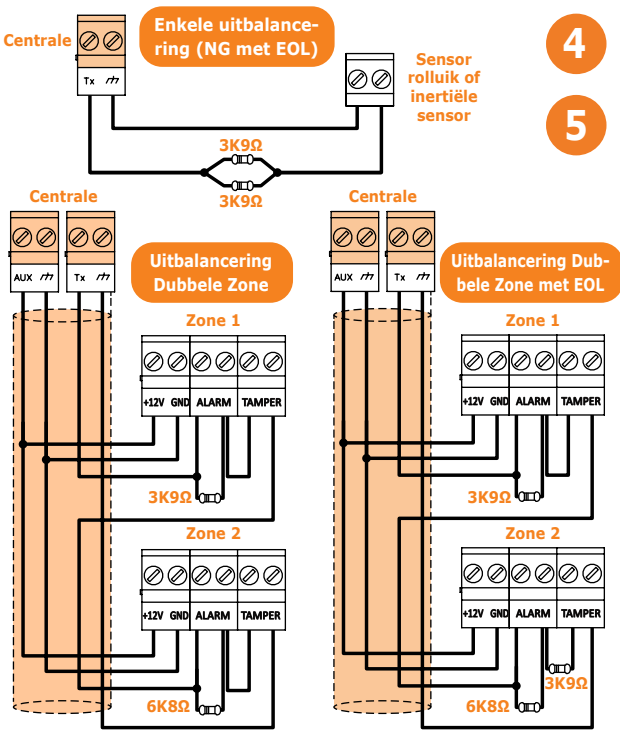 Centrale
Enkele uitbalance-
ring (NG met EOL)
4
Tx
Sensor
rolluik of
inertiële
sensor
5
3K9Ω
3K9Ω
Centrale
AUX
Tx
Uitbalancering
Dubbele Zone
Zone 1
+12V GND ALARM TAMPER
3K9Ω
Zone 2
+12V GND ALARM TAMPER
6K8Ω
Centrale
AUX
Tx
Uitbalancering Dub-
bele Zone met EOL
Zone 1
+12V GND ALARM TAMPER
3K9Ω
Zone 2
+12V GND ALARM TAMPER
3K9Ω
6K8Ω